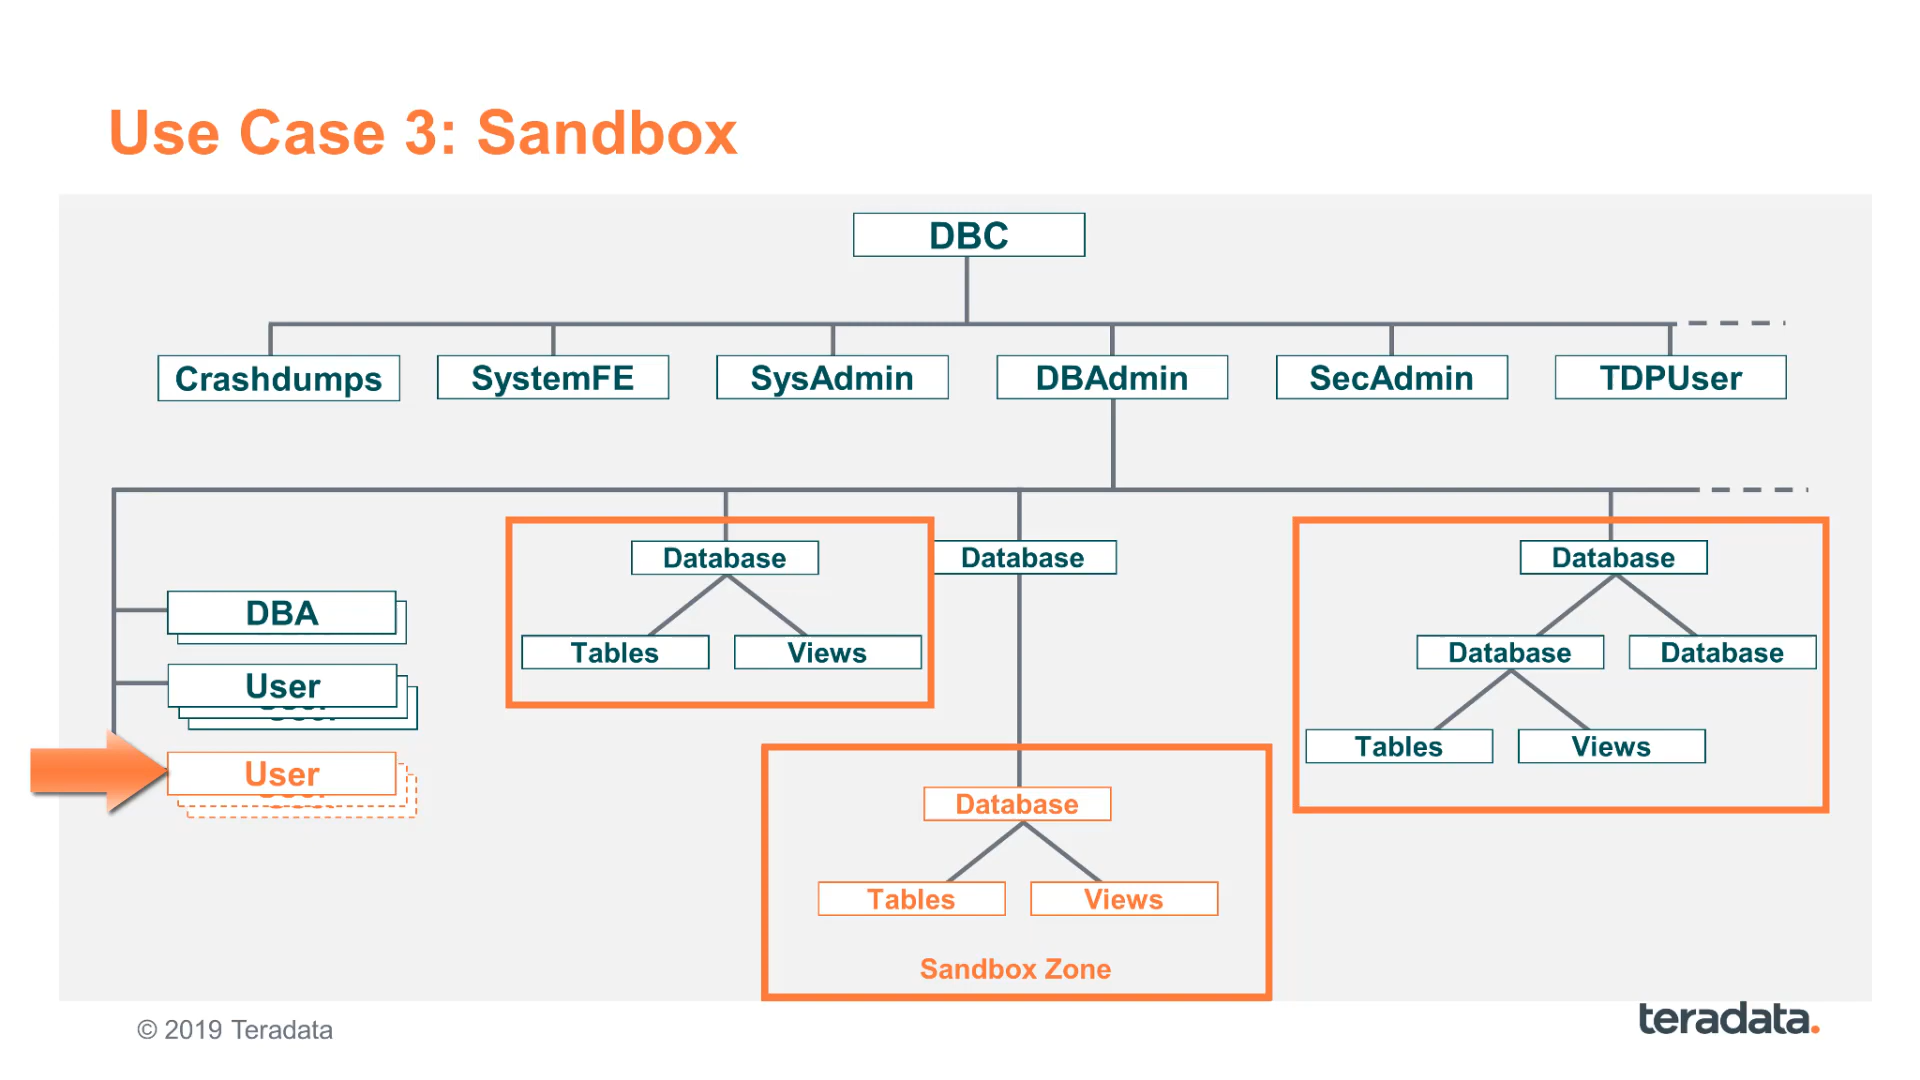 Use Case 3: Sandbox
DBC
Crashdumps
SystemFE
SysAdmin
DBAdmin
SecAdmin
TDPUser
Database
Database
Database
DBA
Tables
Views
Database
Database
User
Tables
Views
User
Database
Tables
Views
Sandbox Zone
© 2019 Teradata
teradata.